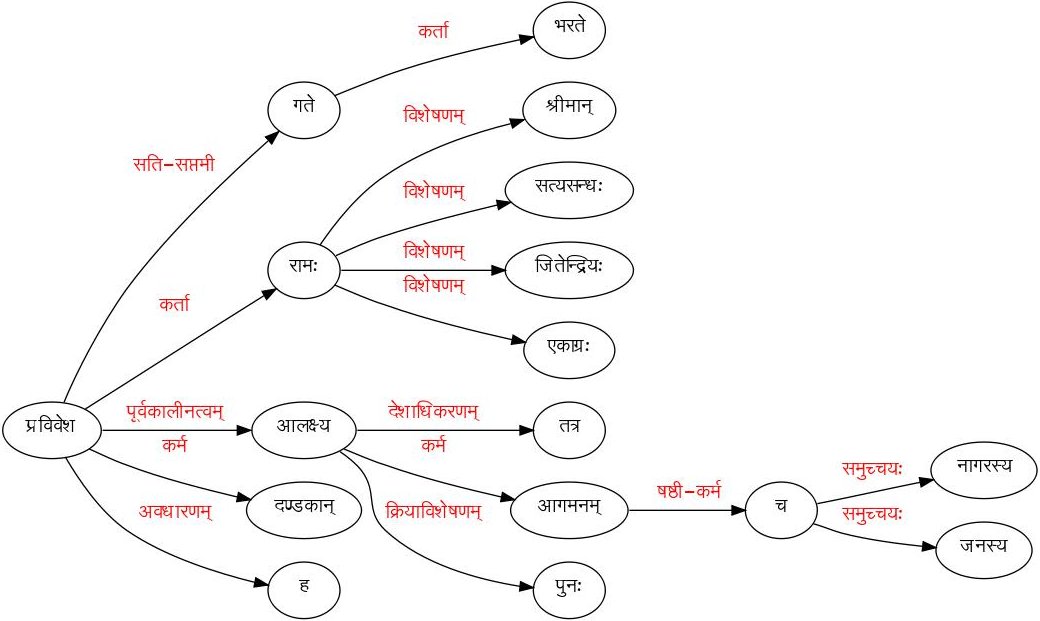 कर्ता
भरते
गते
विशेषणम्
श्रीमान्
सति-सप्तमी
विशेषणम्
सत्यसन्धः
विशेषणम्
रामः
जितेन्द्रियः
विशेषणम्
कर्ता
एकाग्रः
प्रविवेश
पूर्वकालीनत्वम्
आलक्ष्य
देशाधिकरणम्
तत्र
कर्म
कर्म
समुच्चयः
नागरस्य
षष्ठी-कर्म
अवधारणम्
दण्डकान्
क्रियाविशेषणम्
आगमनम्
च
समुच्चयः
जनस्य
ह
पुनः